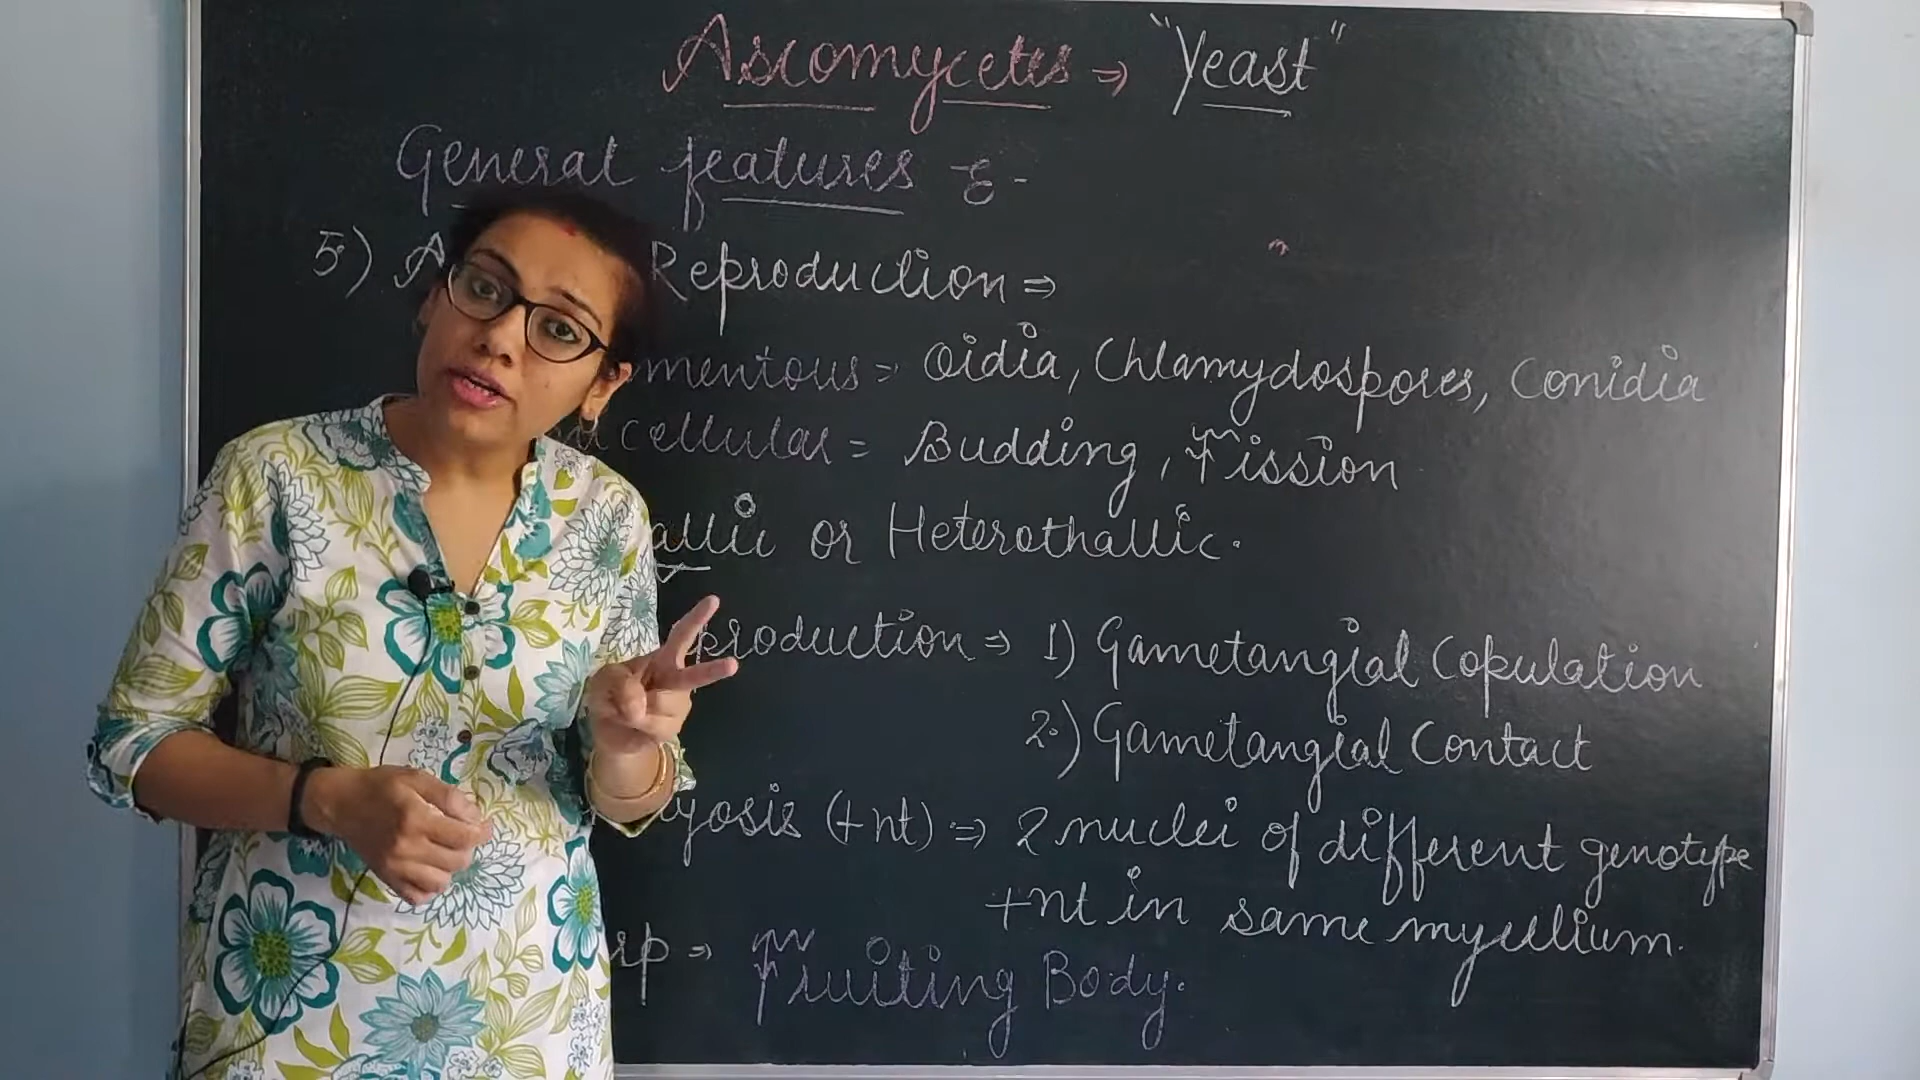 Ascomycetes ⇒ "Yeast"
General features :-
5) A Reproduction ⇒
mentous = Oidia, Chlamydospores, Conidia
cellular = Budding, Fission
allic or Heterothallic.
production ⇒ 1) Gametangial Copulation
2.) Gametangial Contact
yosis (+nt) ⇒ 2 nuclei of different genotype
+nt in same mycelium.
rp ⇒ Fruiting Body.